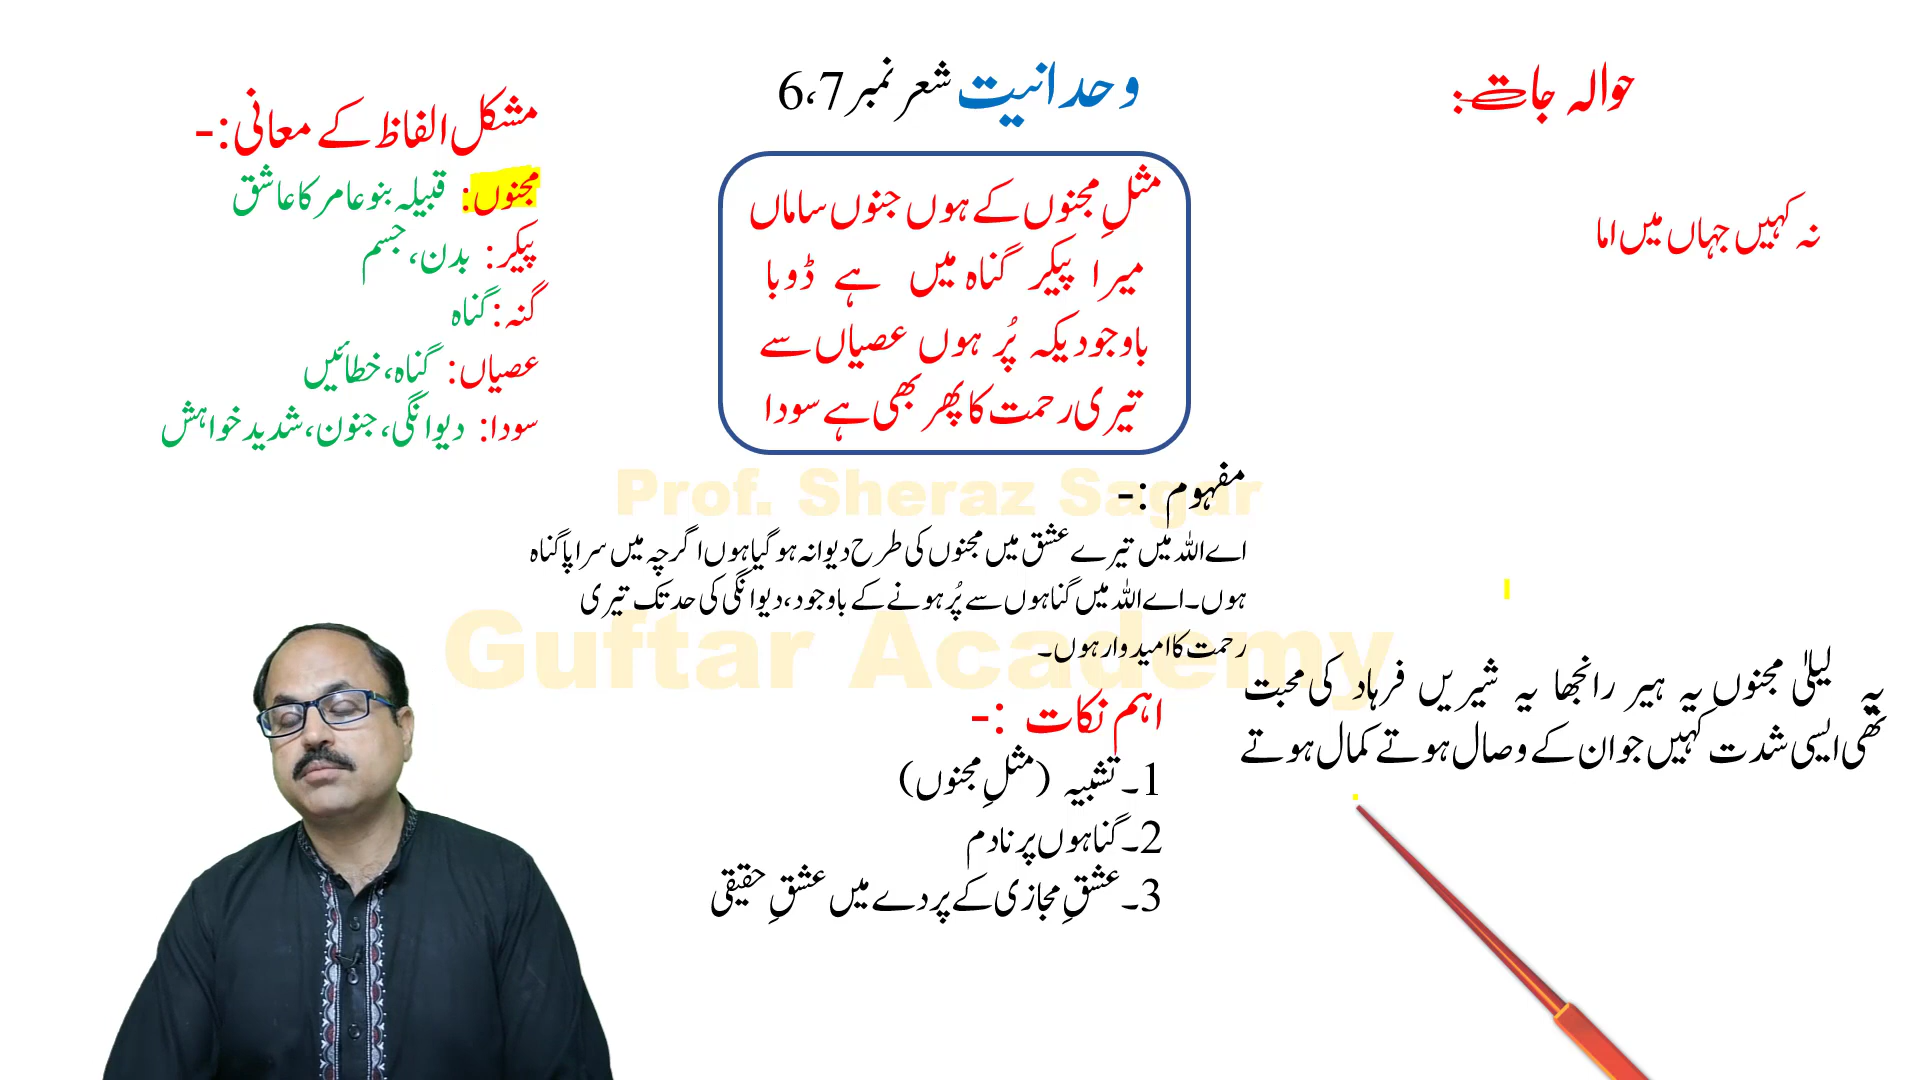 وحدانیت شعر نمبر 6،7
حوالہ جات:
مشکل الفاظ کے معانی:-
مجنوں: قبیلہ بنو عامر کا عاشق
پیکر: بدن، جسم
گنہ: گناہ
عصیاں: گناہ، خطائیں
سودا: دیوانگی، جنون، شدید خواہش
مثلِ مجنوں کے ہوں جنوں ساماں
میرا پیکر گناہ میں ہے ڈوبا
باوجودیکہ پُر ہوں عصیاں سے
تیری رحمت کا پھر بھی ہے سودا
نہ کہیں جہاں میں اما
Prof. Sheraz Sagar
مفہوم :-
اے اللہ میں تیرے عشق میں مجنوں کی طرح دیوانہ ہو گیا ہوں اگرچہ میں سراپا گناہ
ہوں۔ اے اللہ میں گناہوں سے پُر ہونے کے باوجود، دیوانگی کی حد تک تیری
رحمت کا امیدوار ہوں۔
Guftar Academy
اہم نکات :-
1۔ تشبیہ (مثلِ مجنوں)
2۔ گناہوں پر نادم
3۔ عشقِ مجازی کے پردے میں عشقِ حقیقی
یہ لیلیٰ مجنوں یہ ہیر رانجھا یہ شیریں فرہاد کی محبت
تھی ایسی شدت کہیں جو ان کے وصال ہوتے کمال ہوتے